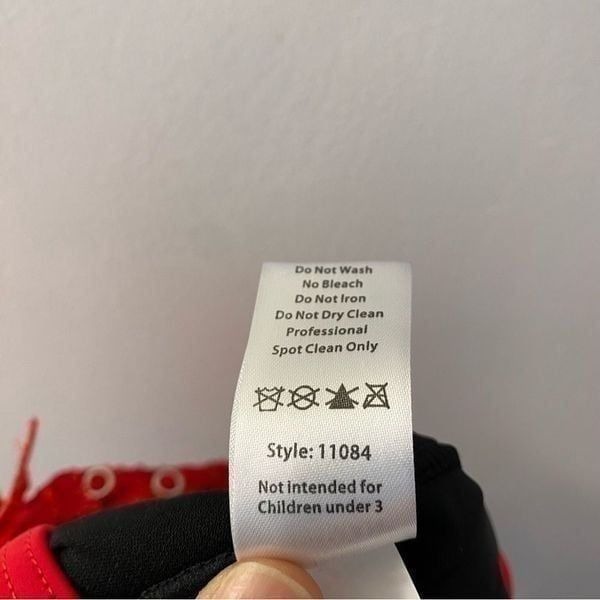 Do Not Wash
No Bleach
Do Not Iron
Do Not Dry Clean
Professional
Spot Clean Only
Style: 11084
Not intended for
Children under 3